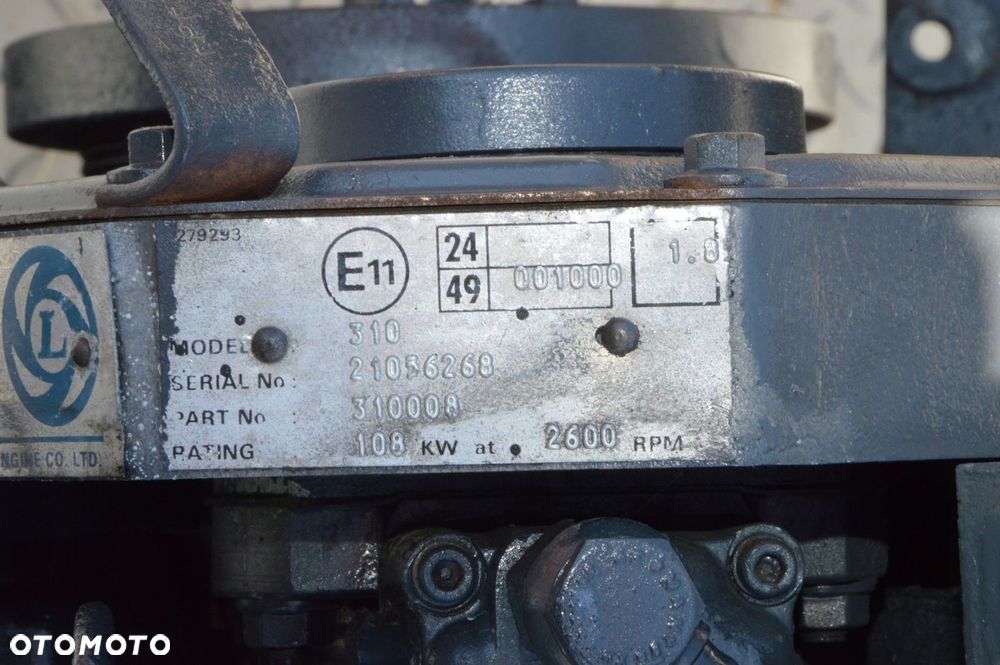 279293
E11
24
49 001000
1.8
L
NGINE CO. LTD
MODEL 310
SERIAL No: 21056268
PART No 310008
RATING 108 KW at 2600 RPM
OTOMOTO